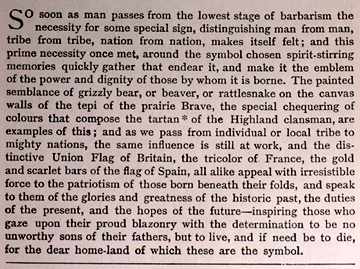 SO soon as man passes from the lowest stage of barbarism the
necessity for some special sign, distinguishing man from man,
tribe from tribe, nation from nation, makes itself felt; and this
prime necessity once met, around the symbol chosen spirit-stirring
memories quickly gather that endear it, and make it the emblem
of the power and dignity of those by whom it is borne. The painted
semblance of grizzly bear, or beaver, or rattlesnake on the canvas
walls of the tepi of the prairie Brave, the special chequering of
colours that compose the tartan * of the Highland clansman, are
examples of this; and as we pass from individual or local tribe to
mighty nations, the same influence is still at work, and the dis-
tinctive Union Flag of Britain, the tricolor of France, the gold
and scarlet bars of the flag of Spain, all alike appeal with irresistible
force to the patriotism of those born beneath their folds, and speak
to them of the glories and greatness of the historic past, the duties
of the present, and the hopes of the future—inspiring those who
gaze upon their proud blazonry with the determination to be no
unworthy sons of their fathers, but to live, and if need be to die,
for the dear home-land of which these are the symbol.